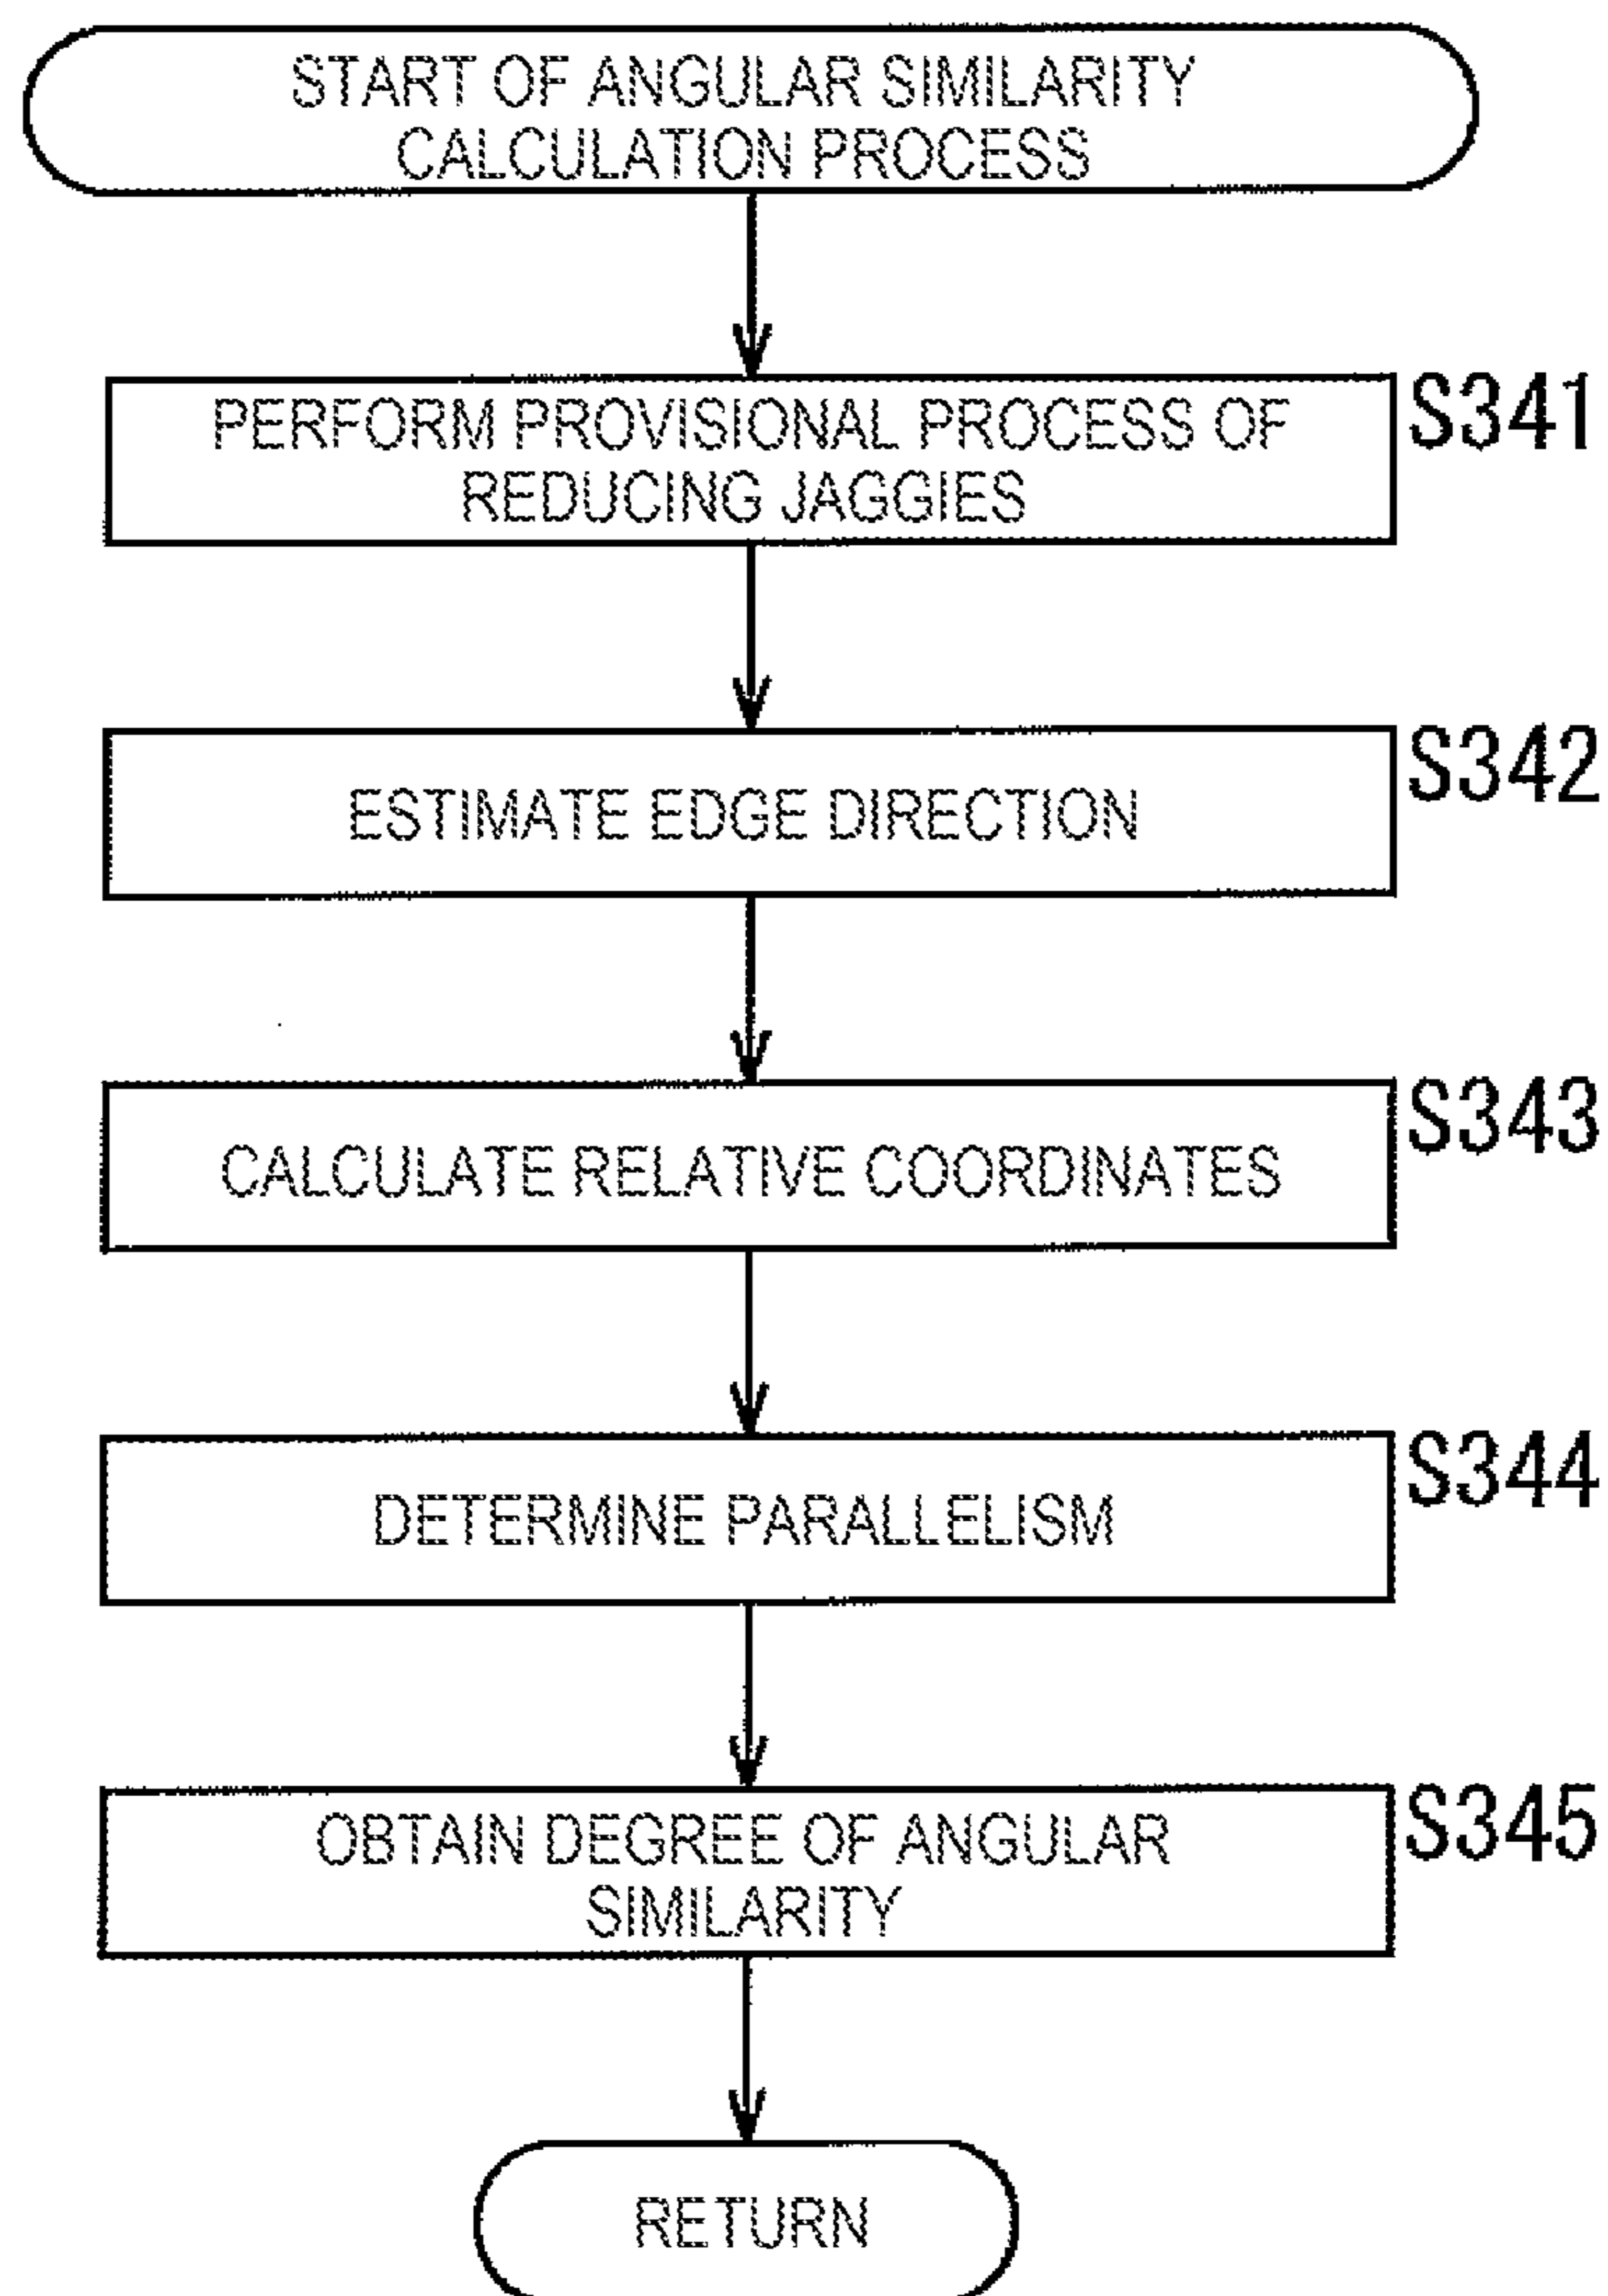 START OF ANGULAR SIMILARITY
CALCULATION PROCESS
S341
PERFORM PROVISIONAL PROCESS OF
REDUCING JAGGIES
S342
ESTIMATE EDGE DIRECTION
S343
CALCULATE RELATIVE COORDINATES
S344
DETERMINE PARALLELISM
S345
OBTAIN DEGREE OF ANGULAR
SIMILARITY
RETURN